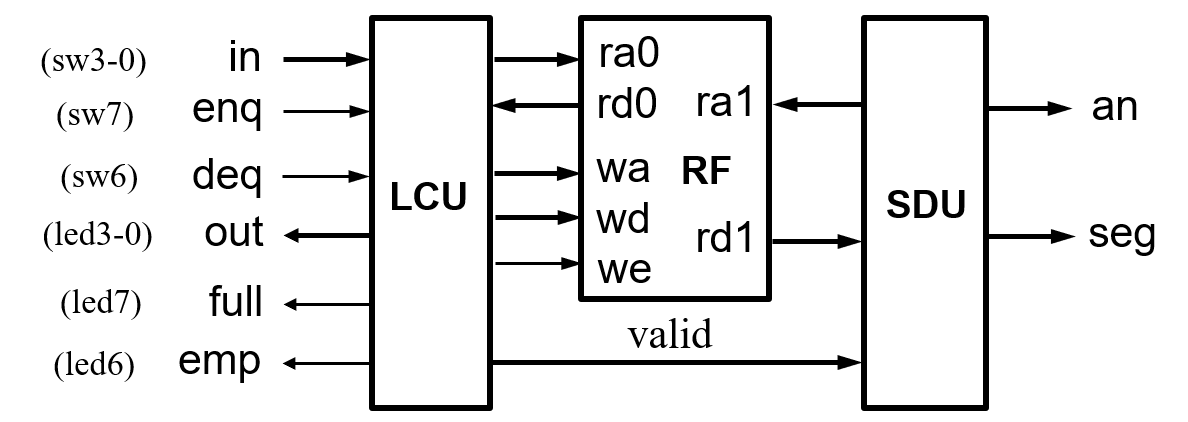 (sw3-0) in
(sw7) enq
(sw6) deq
(led3-0) out
(led7) full
(led6) emp
LCU
ra0
rd0 ra1
wa RF
wd
we rd1
valid
SDU
an
seg